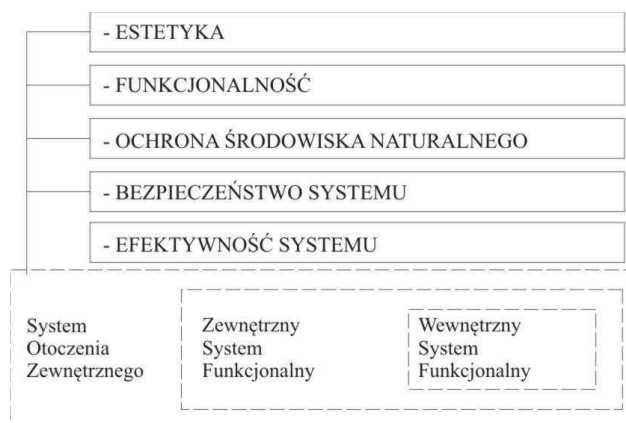 - ESTETYKA
- FUNKCJONALNOŚĆ
- OCHRONA ŚRODOWISKA NATURALNEGO
- BEZPIECZEŃSTWO SYSTEMU
- EFEKTYWNOŚĆ SYSTEMU
System
Otoczenia
Zewnętrznego
Zewnętrzny
System
Funkcjonalny
Wewnętrzny
System
Funkcjonalny